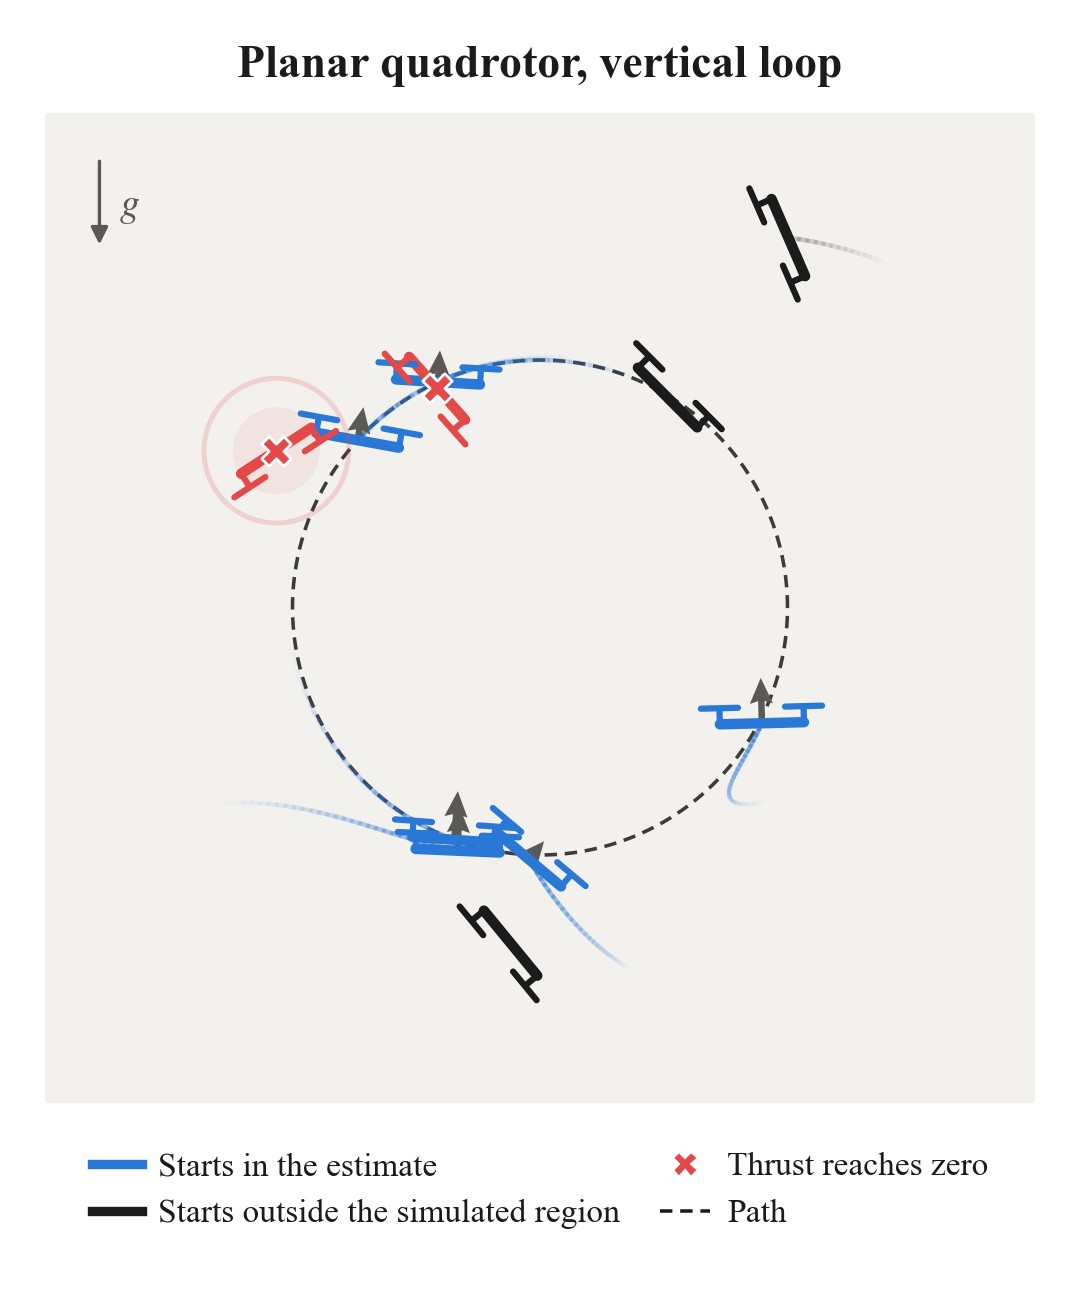 Planar quadrotor, vertical loop
g
Starts in the estimate
Thrust reaches zero
Starts outside the simulated region
Path